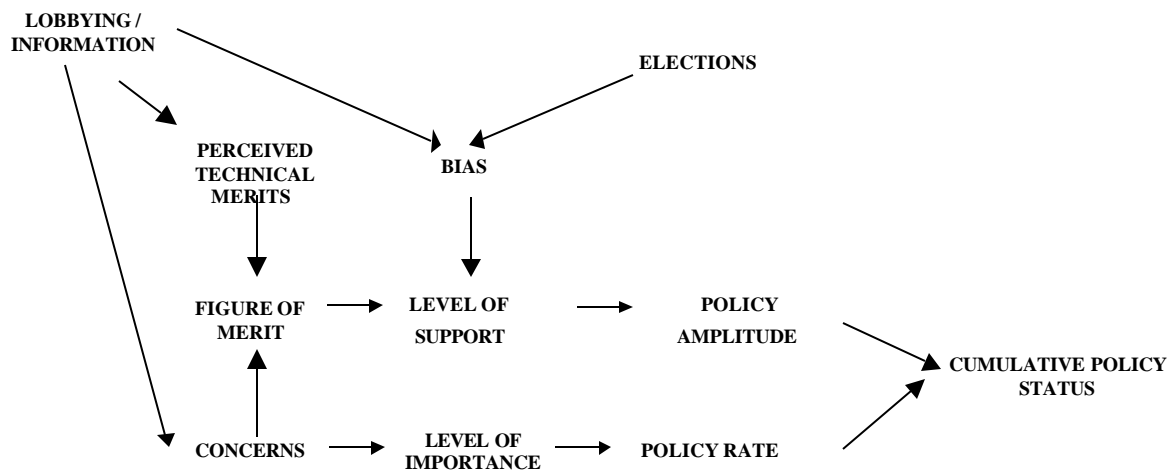 LOBBYING /
INFORMATION
ELECTIONS
PERCEIVED
TECHNICAL
MERITS
BIAS
FIGURE OF
MERIT
LEVEL OF
SUPPORT
POLICY
AMPLITUDE
CUMULATIVE POLICY
STATUS
CONCERNS
LEVEL OF
IMPORTANCE
POLICY RATE